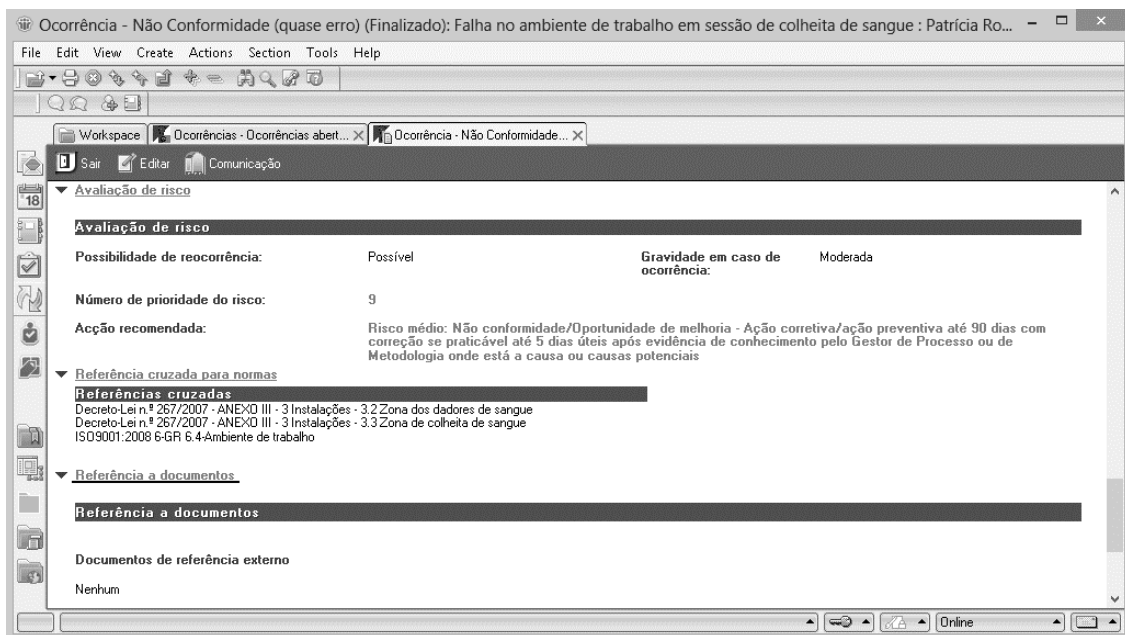 Ocorrência - Não Conformidade (quase erro) (Finalizado): Falha no ambiente de trabalho em sessão de colheita de sangue : Patrícia Ro...
File Edit View Create Actions Section Tools Help
Workspace Ocorrências - Ocorrências abert... Ocorrência - Não Conformidade...
Sair Editar Comunicação
18
Avaliação de risco
Avaliação de risco
Possibilidade de reocorrência: Possível Gravidade em caso de Moderada
ocorrência:
Número de prioridade do risco: 9
Acção recomendada: Risco médio: Não conformidade/Oportunidade de melhoria - Ação corretiva/ação preventiva até 90 dias com
correção se praticável até 5 dias úteis após evidência de conhecimento pelo Gestor de Processo ou de
Metodologia onde está a causa ou causas potenciais
Referência cruzada para normas
Referências cruzadas
Decreto-Lei n.º 267/2007 - ANEXO III - 3 Instalações - 3.2 Zona dos dadores de sangue
Decreto-Lei n.º 267/2007 - ANEXO III - 3 Instalações - 3.3 Zona de colheita de sangue
ISO9001:2008 6-GR 6.4-Ambiente de trabalho
Referência a documentos
Referência a documentos
Documentos de referência externo
Nenhum
Online